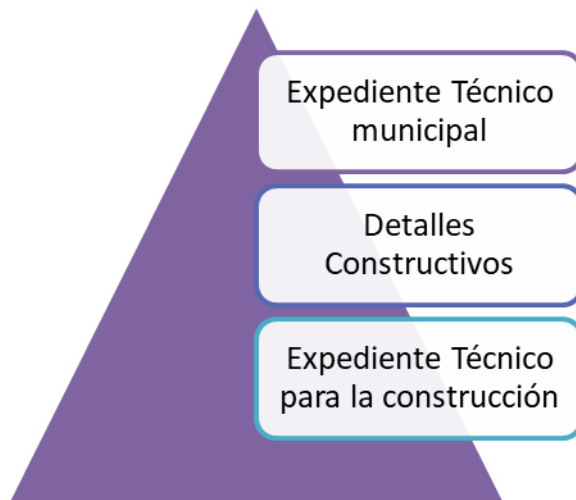 Expediente Técnico
municipal
Detalles
Constructivos
Expediente Técnico
para la construcción